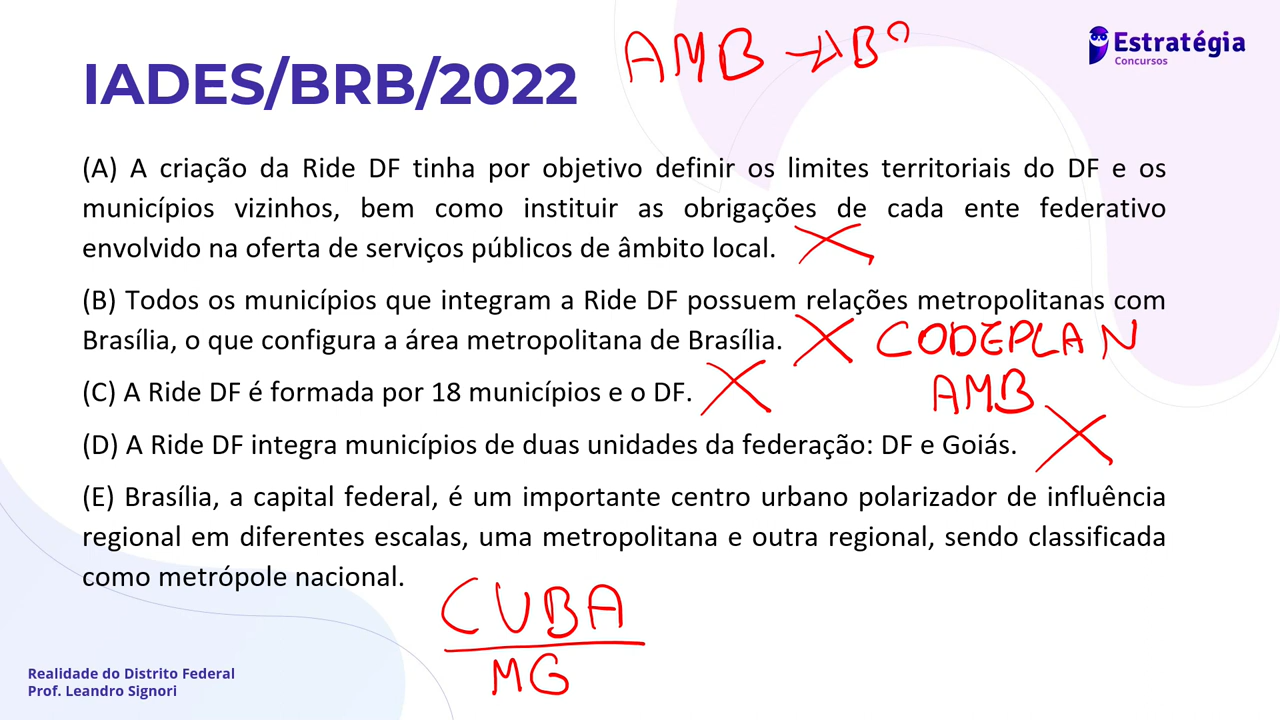 AMB → B
Estratégia
Concursos
IADES/BRB/2022
(A) A criação da Ride DF tinha por objetivo definir os limites territoriais do DF e os
municípios vizinhos, bem como instituir as obrigações de cada ente federativo
envolvido na oferta de serviços públicos de âmbito local.
(B) Todos os municípios que integram a Ride DF possuem relações metropolitanas com
Brasília, o que configura a área metropolitana de Brasília.
CODEPLAN
(C) A Ride DF é formada por 18 municípios e o DF.
AMB
(D) A Ride DF integra municípios de duas unidades da federação: DF e Goiás.
(E) Brasília, a capital federal, é um importante centro urbano polarizador de influência
regional em diferentes escalas, uma metropolitana e outra regional, sendo classificada
como metrópole nacional.
CUBA
MG
Realidade do Distrito Federal
Prof. Leandro Signori